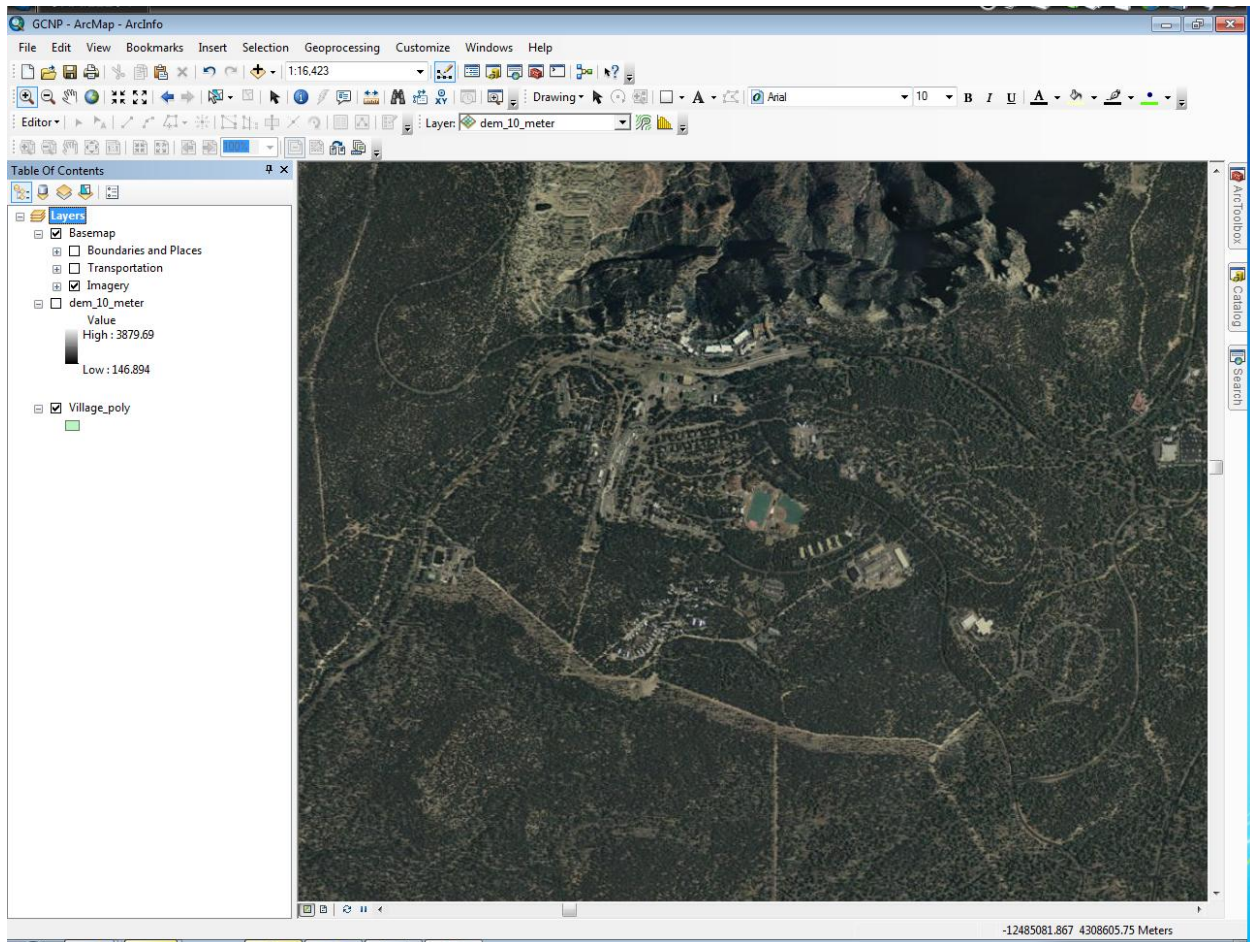 GCNP - ArcMap - ArcInfo
File Edit View Bookmarks Insert Selection Geoprocessing Customize Windows Help
1:16,423
Drawing Arial 10 B I U A
Editor Layer: dem_10_meter
100%
Table Of Contents
Layers
Basemap
Boundaries and Places
Transportation
Imagery
dem_10_meter
Value
High : 3879.69
Low : 146.894
Village_poly
ArcToolbox
Catalog
Search
-12485081.867 4308605.75 Meters